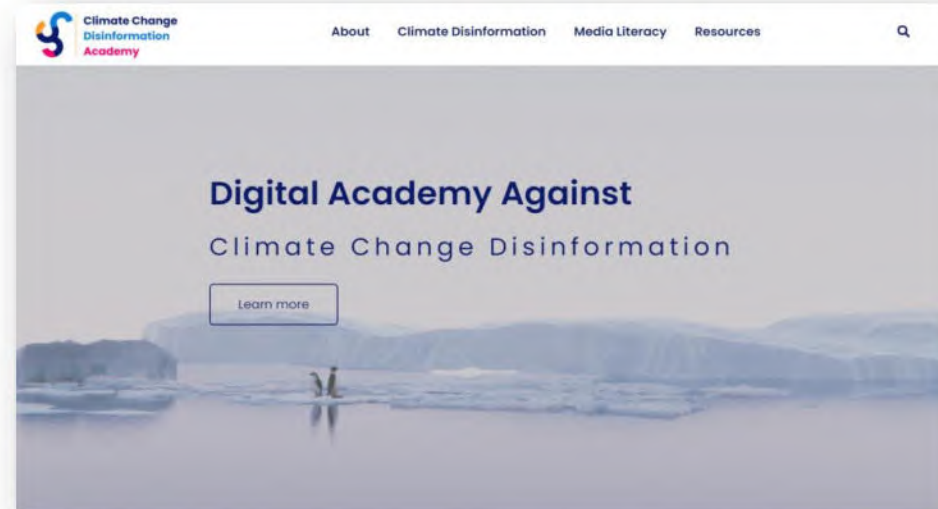 Climate Change
Disinformation
Academy
About Climate Disinformation Media Literacy Resources
Digital Academy Against
Climate Change Disinformation
Learn more